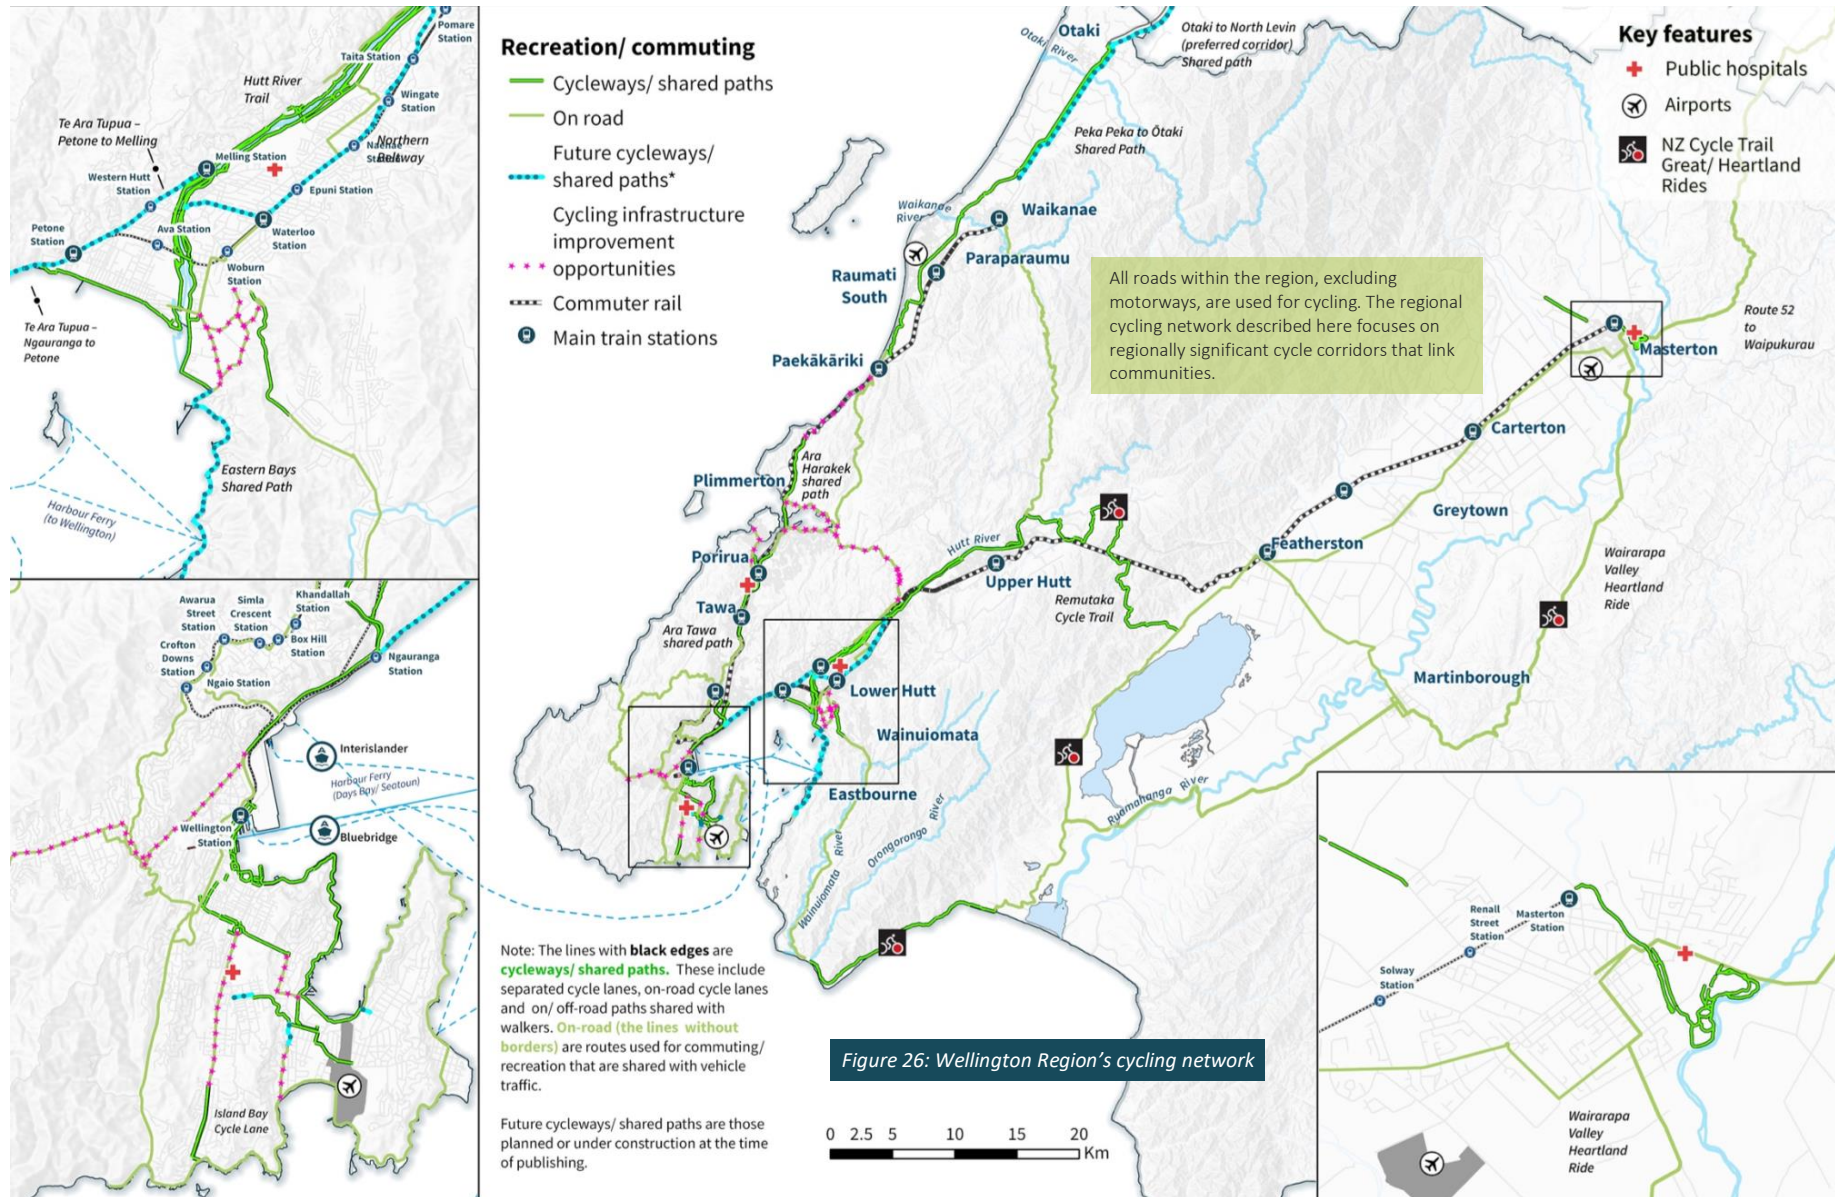 Pomare
Station
Taita Station
Hutt River
Trail
Wingate
Station
Te Ara Tupua –
Petone to Melling
Northern
Beltway
Naenae
Station
Melling Station
Western Hutt
Station
Epuni Station
Petone
Station
Ava Station
Waterloo
Station
Woburn
Station
Te Ara Tupua –
Ngauranga to
Petone
Eastern Bays
Shared Path
Harbour Ferry
(to Wellington)
Awarua
Street
Station
Simla
Crescent
Station
Khandallah
Station
Box Hill
Station
Crofton
Downs
Station
Ngaio Station
Ngauranga
Station
Interislander
Harbour Ferry
(Days Bay/ Seatoun)
Bluebridge
Wellington
Station
Island Bay
Cycle Lane
Recreation/ commuting
Cycleways/ shared paths
On road
Future cycleways/
shared paths*
Cycling infrastructure
improvement
opportunities
Commuter rail
Main train stations
Key features
Public hospitals
Airports
NZ Cycle Trail
Great/ Heartland
Rides
Otaki
Otaki River
Otaki to North Levin
(preferred corridor)
Shared path
Peka Peka to Ōtaki
Shared Path
Waikanae
River
Waikanae
Paraparaumu
Raumati
South
All roads within the region, excluding
motorways, are used for cycling. The regional
cycling network described here focuses on
regionally significant cycle corridors that link
communities.
Route 52
to
Waipukurau
Masterton
Paekākāriki
Carterton
Ara
Harakek
shared
path
Plimmerton
Greytown
Hutt River
Featherston
Porirua
Upper Hutt
Wairarapa
Valley
Heartland
Ride
Tawa
Remutaka
Cycle Trail
Ara Tawa
shared path
Lower Hutt
Martinborough
Wainuiomata
Eastbourne
Ruamahanga River
Wainuiomata River
Orongorongo River
Note: The lines with black edges are
cycleways/ shared paths. These include
separated cycle lanes, on-road cycle lanes
and on/ off-road paths shared with
walkers. On-road (the lines without
borders) are routes used for commuting/
recreation that are shared with vehicle
traffic.
Future cycleways/ shared paths are those
planned or under construction at the time
of publishing.
Figure 26: Wellington Region's cycling network
0 2.5 5 10 15 20
Km
Renall
Street
Station
Masterton
Station
Solway
Station
Wairarapa
Valley
Heartland
Ride